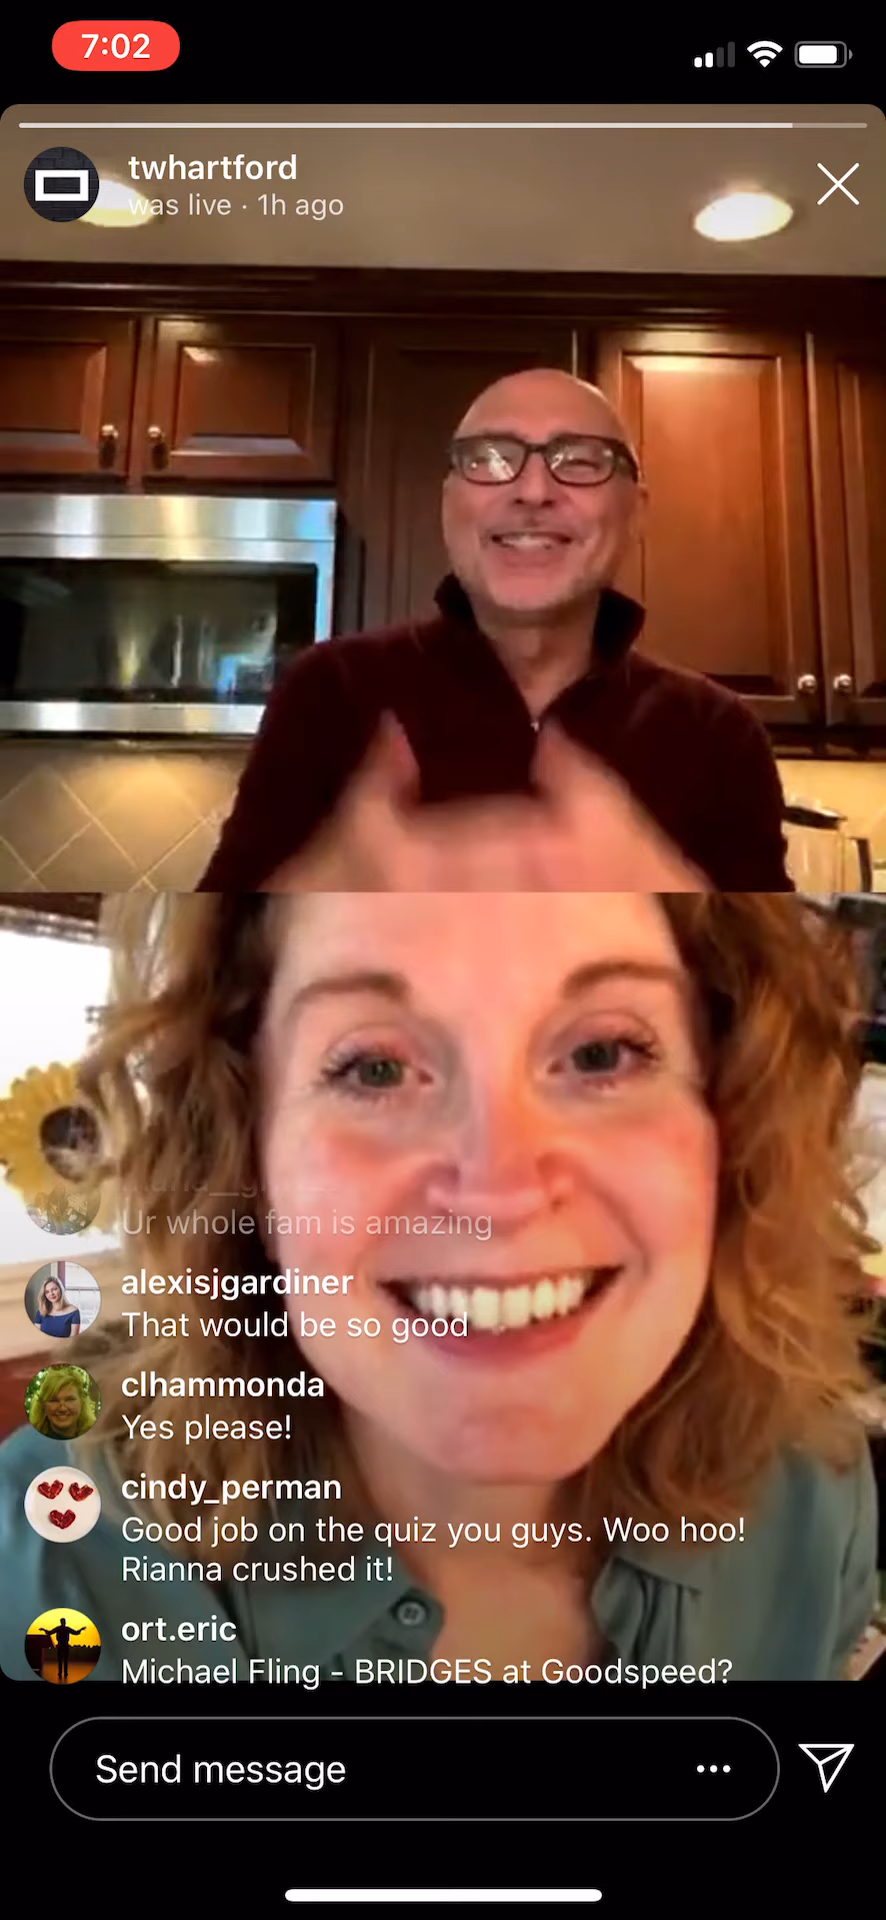 7:02
twhartford
was live · 1h ago
Ur whole fam is amazing
alexisjgardiner
That would be so good
clhammonda
Yes please!
cindy_perman
Good job on the quiz you guys. Woo hoo!
Rianna crushed it!
ort.eric
Michael Fling - BRIDGES at Goodspeed?
Send message